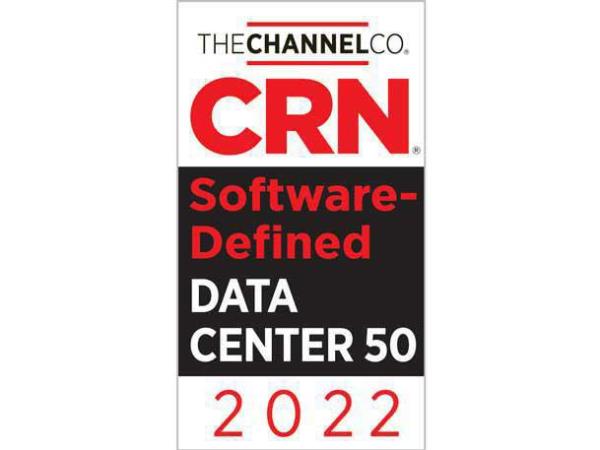 THECHANNELCO.®
CRN®
Software-
Defined
DATA
CENTER 50
2022